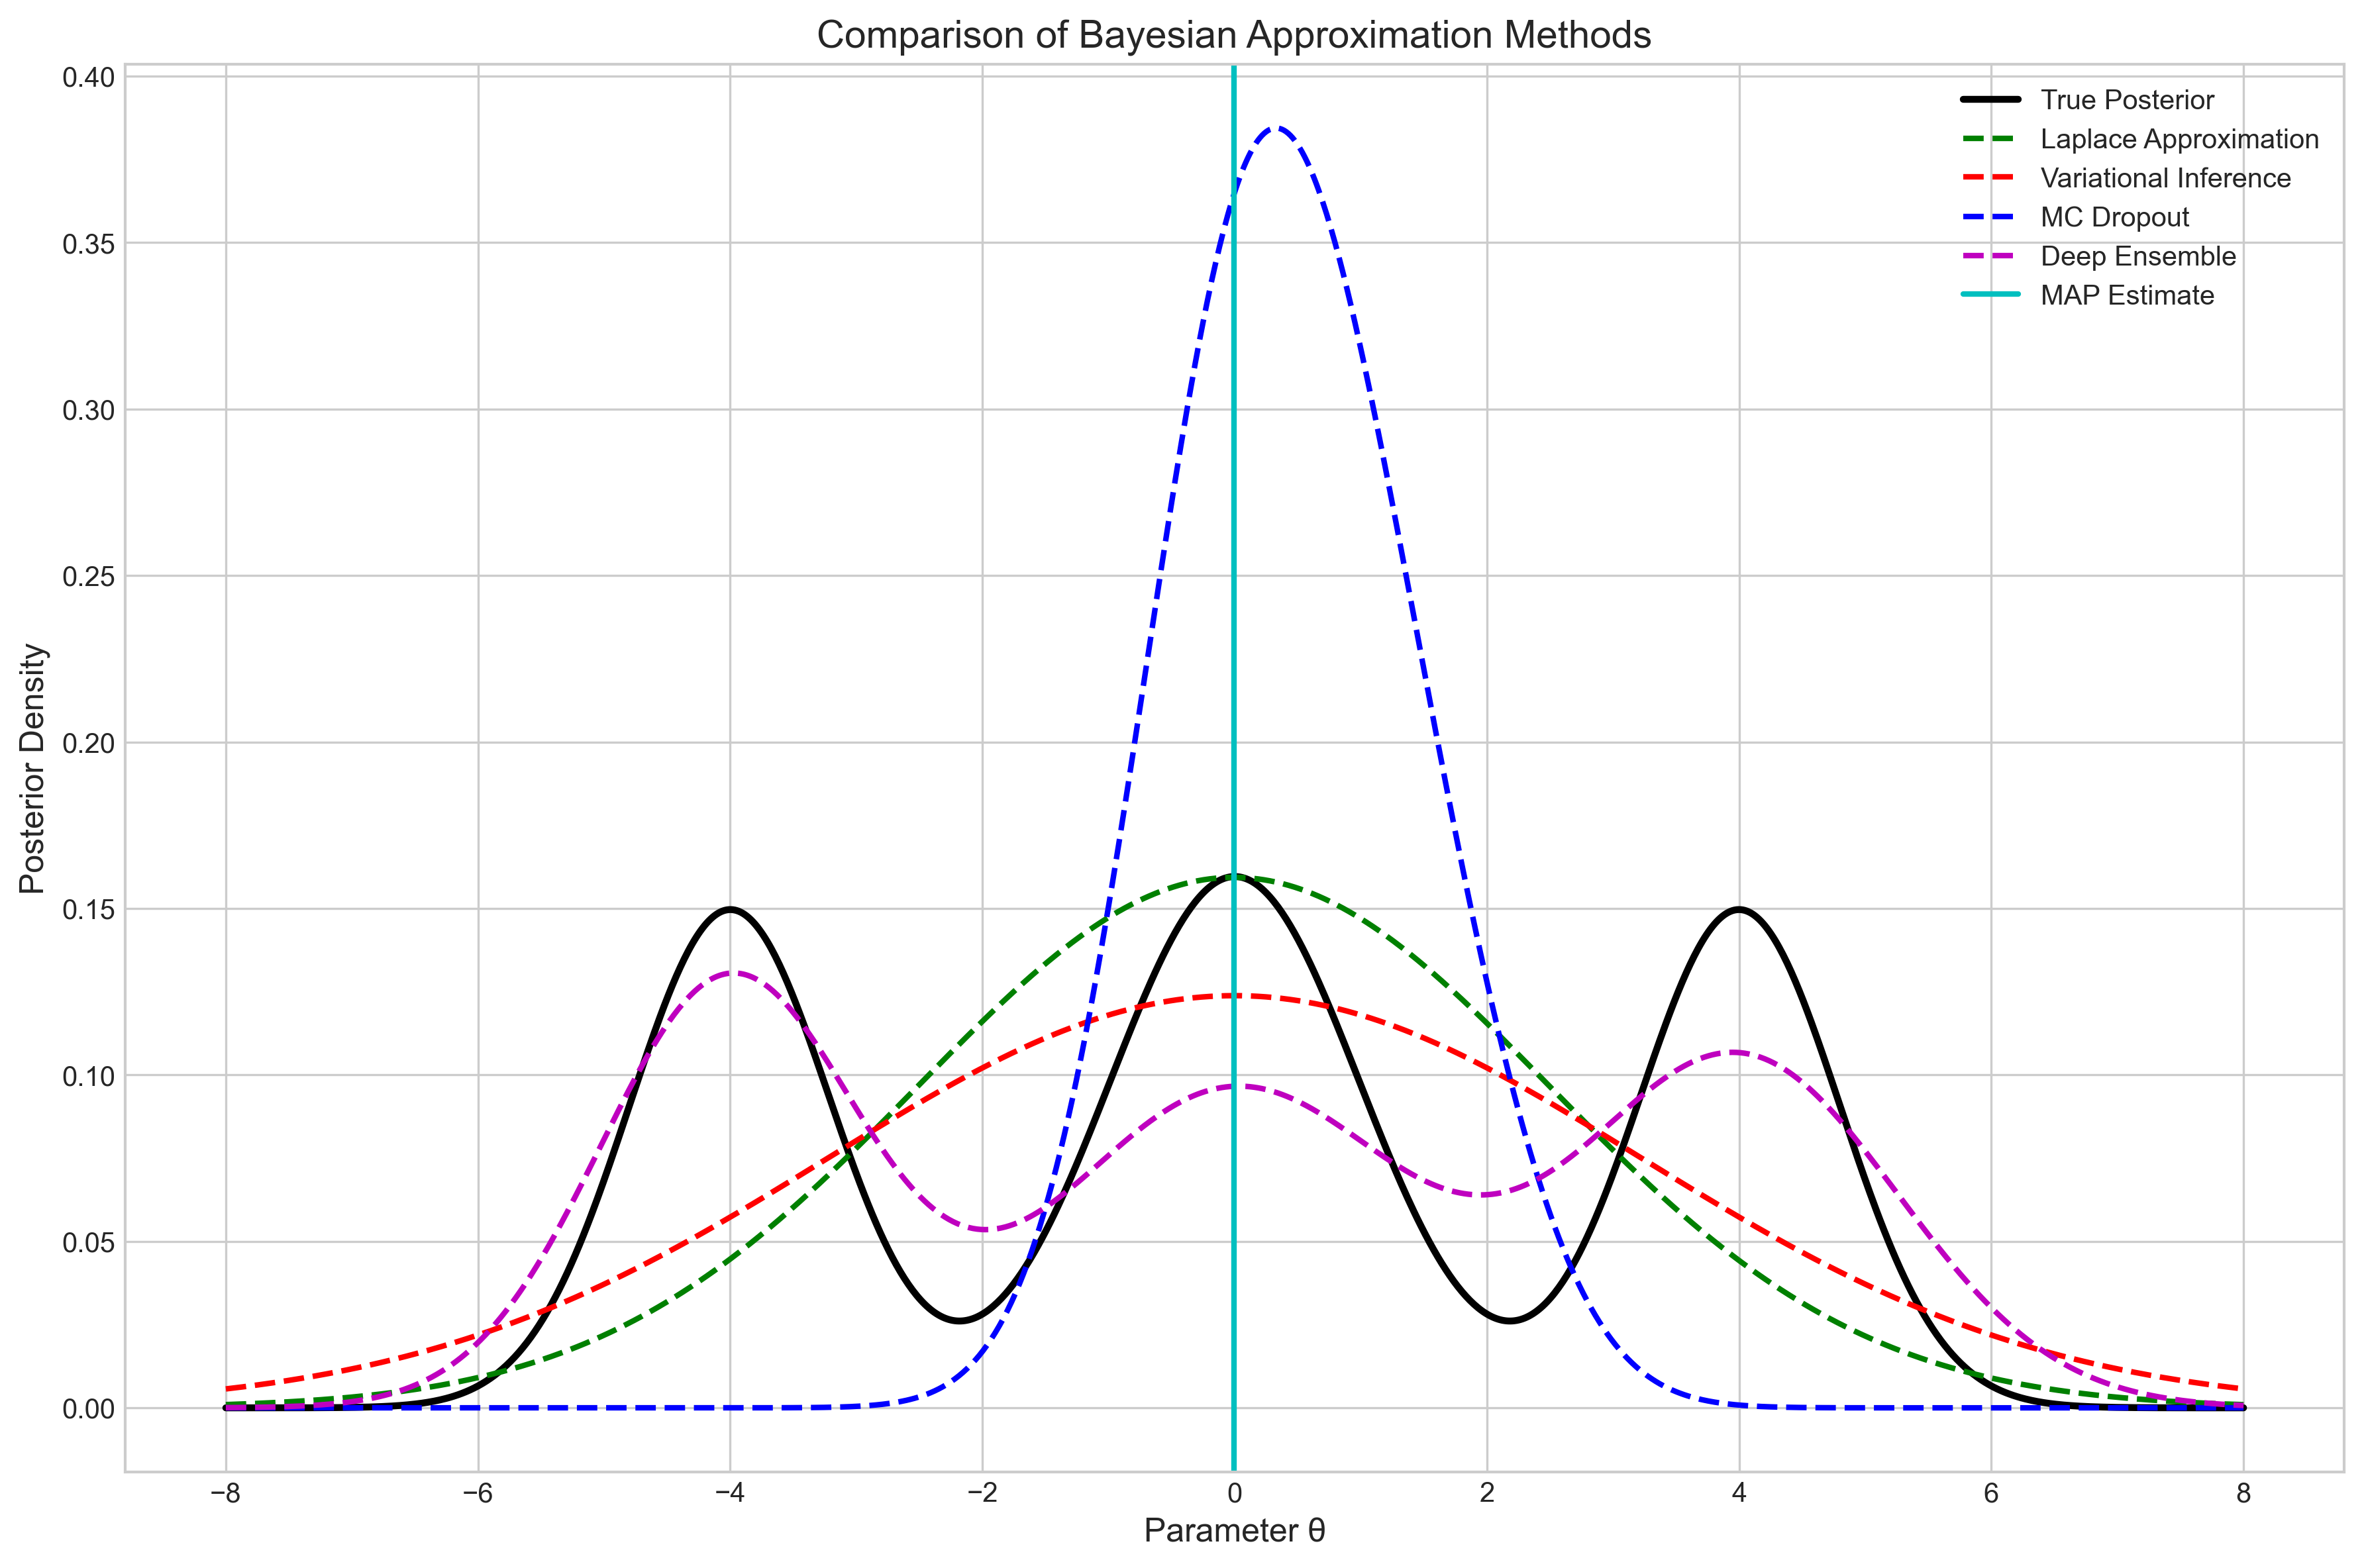 Comparison of Bayesian Approximation Methods
0.40
0.35
0.30
0.25
0.20
0.15
0.10
0.05
0.00
Posterior Density
True Posterior
Laplace Approximation
Variational Inference
MC Dropout
Deep Ensemble
MAP Estimate
−8 −6 −4 −2 0 2 4 6 8
Parameter θ